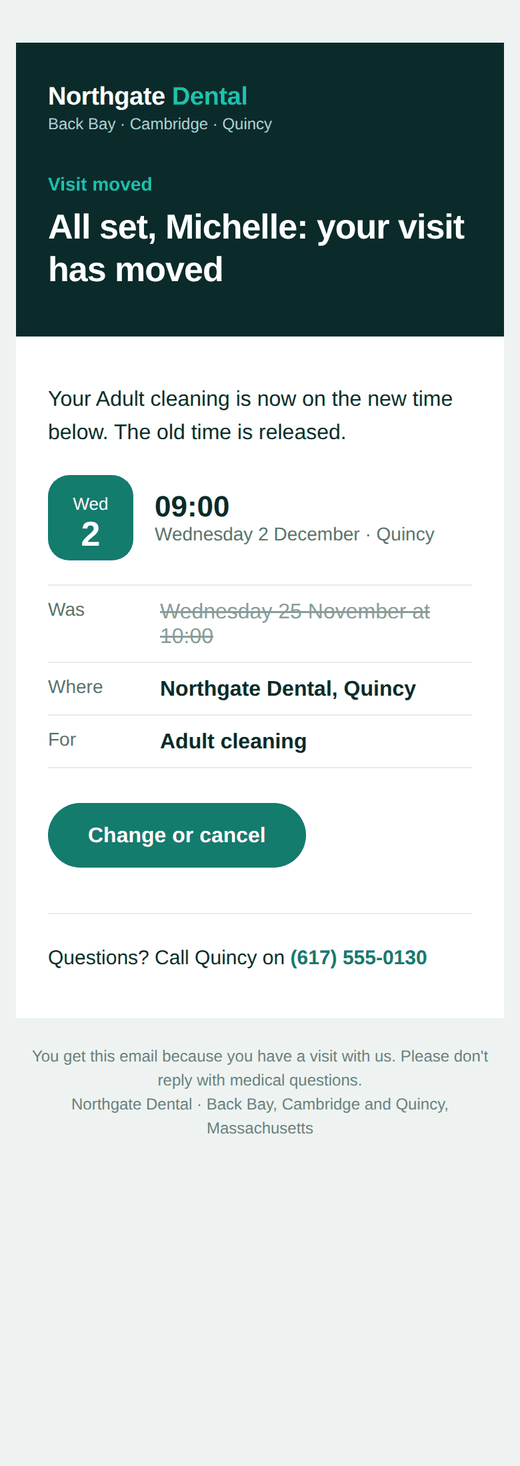 Northgate Dental
Back Bay · Cambridge · Quincy
Visit moved
All set, Michelle: your visit
has moved
Your Adult cleaning is now on the new time
below. The old time is released.
Wed
2
09:00
Wednesday 2 December · Quincy
Was
Wednesday 25 November at
10:00
Where
Northgate Dental, Quincy
For
Adult cleaning
Change or cancel
Questions? Call Quincy on (617) 555-0130
You get this email because you have a visit with us. Please don't
reply with medical questions.
Northgate Dental · Back Bay, Cambridge and Quincy,
Massachusetts